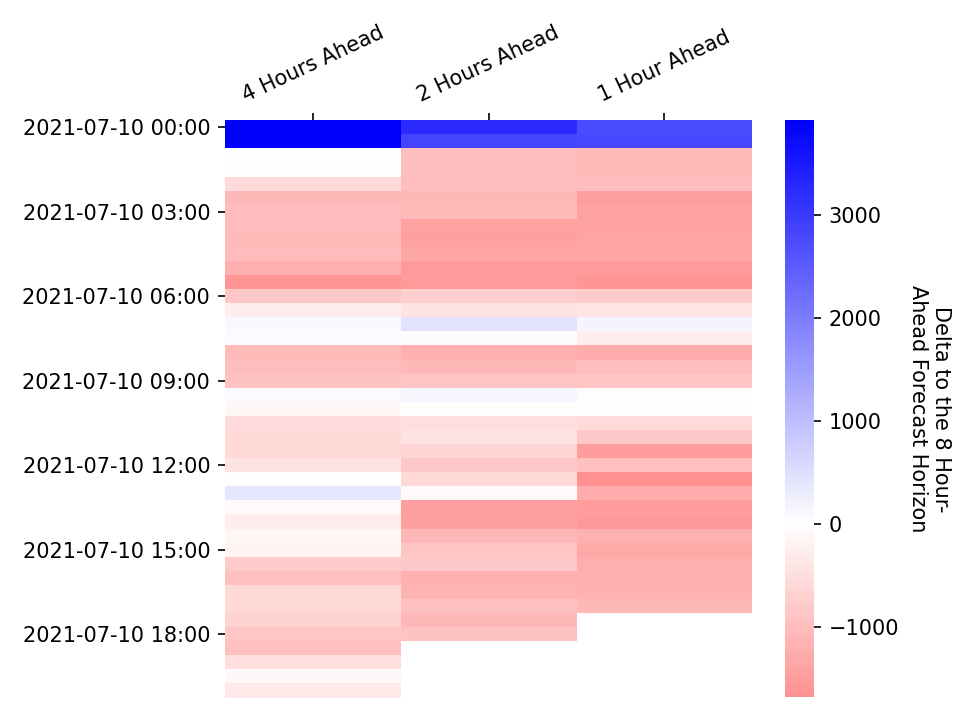 4 Hours Ahead
2 Hours Ahead
1 Hour Ahead
2021-07-10 00:00
2021-07-10 03:00
2021-07-10 06:00
2021-07-10 09:00
2021-07-10 12:00
2021-07-10 15:00
2021-07-10 18:00
3000
2000
1000
0
−1000
Delta to the 8 Hour-
Ahead Forecast Horizon